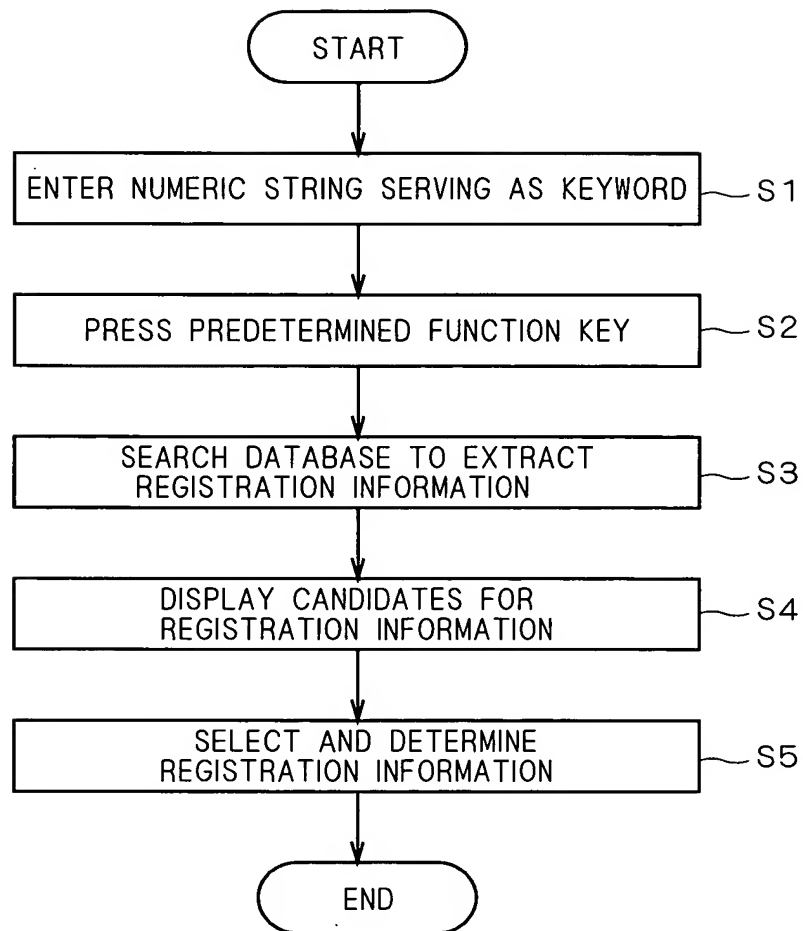 START
ENTER NUMERIC STRING SERVING AS KEYWORD
S1
PRESS PREDETERMINED FUNCTION KEY
S2
SEARCH DATABASE TO EXTRACT
REGISTRATION INFORMATION
S3
DISPLAY CANDIDATES FOR
REGISTRATION INFORMATION
S4
SELECT AND DETERMINE
REGISTRATION INFORMATION
S5
END